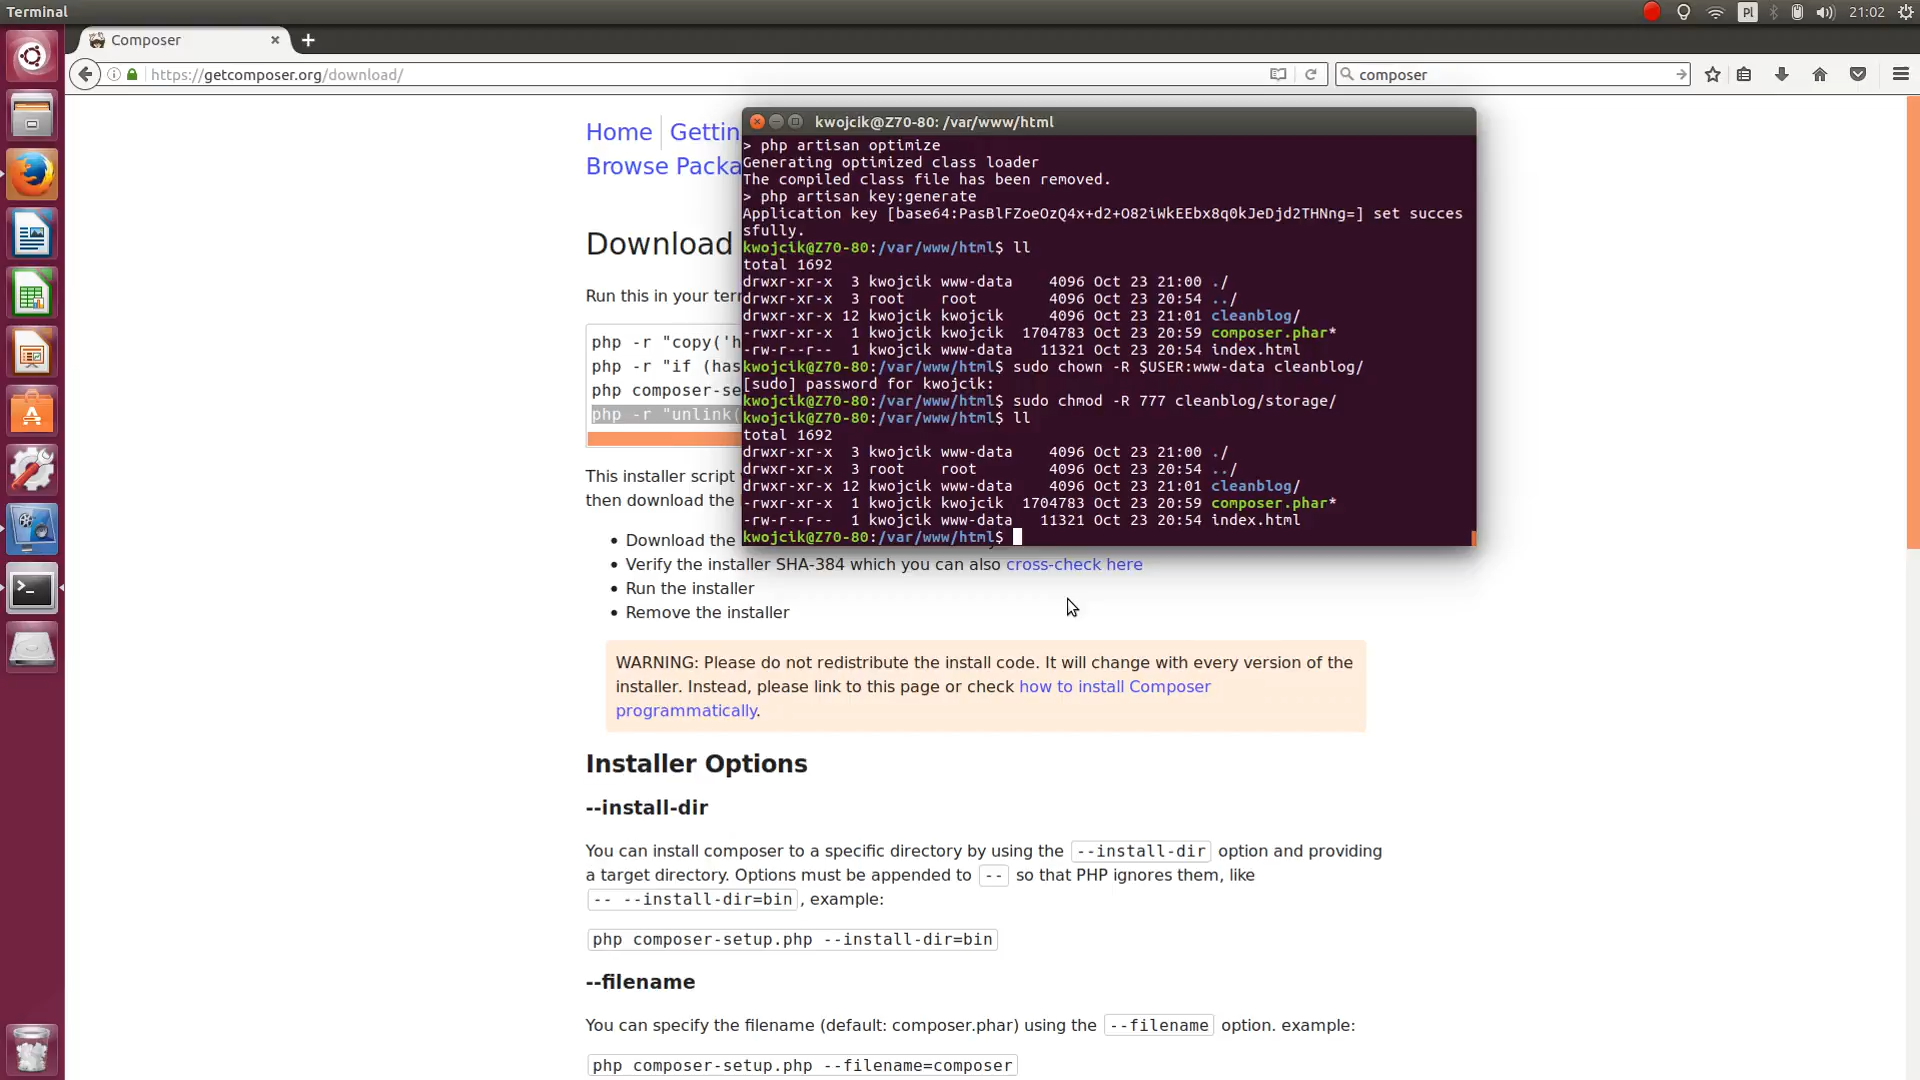 Terminal
Pl
21:02
Composer
https://getcomposer.org/download/
composer
Home
Gettin
Browse Packa
Download
Run this in your tern
php -r "copy('h
php -r "if (has
php composer-se
php -r "unlink(
This installer script
then download the
• Download the
• Verify the installer SHA-384 which you can also cross-check here
• Run the installer
• Remove the installer
kwojcik@Z70-80: /var/www/html
> php artisan optimize
Generating optimized class loader
The compiled class file has been removed.
> php artisan key:generate
Application key [base64:PasBlFZoeOzQ4x+d2+O82iWkEEbx8q0kJeDjd2THNng=] set succes
sfully.
kwojcik@Z70-80:/var/www/html$ ll
total 1692
drwxr-xr-x 3 kwojcik www-data 4096 Oct 23 21:00 ./
drwxr-xr-x 3 root root 4096 Oct 23 20:54 ../
drwxr-xr-x 12 kwojcik kwojcik 4096 Oct 23 21:01 cleanblog/
-rwxr-xr-x 1 kwojcik kwojcik 1704783 Oct 23 20:59 composer.phar*
-rw-r--r-- 1 kwojcik www-data 11321 Oct 23 20:54 index.html
kwojcik@Z70-80:/var/www/html$ sudo chown -R $USER:www-data cleanblog/
[sudo] password for kwojcik:
kwojcik@Z70-80:/var/www/html$ sudo chmod -R 777 cleanblog/storage/
kwojcik@Z70-80:/var/www/html$ ll
total 1692
drwxr-xr-x 3 kwojcik www-data 4096 Oct 23 21:00 ./
drwxr-xr-x 3 root root 4096 Oct 23 20:54 ../
drwxr-xr-x 12 kwojcik www-data 4096 Oct 23 21:01 cleanblog/
-rwxr-xr-x 1 kwojcik kwojcik 1704783 Oct 23 20:59 composer.phar*
-rw-r--r-- 1 kwojcik www-data 11321 Oct 23 20:54 index.html
kwojcik@Z70-80:/var/www/html$
WARNING: Please do not redistribute the install code. It will change with every version of the
installer. Instead, please link to this page or check how to install Composer
programmatically.
Installer Options
--install-dir
You can install composer to a specific directory by using the --install-dir option and providing
a target directory. Options must be appended to -- so that PHP ignores them, like
-- --install-dir=bin, example:
php composer-setup.php --install-dir=bin
--filename
You can specify the filename (default: composer.phar) using the --filename option. example:
php composer-setup.php --filename=composer